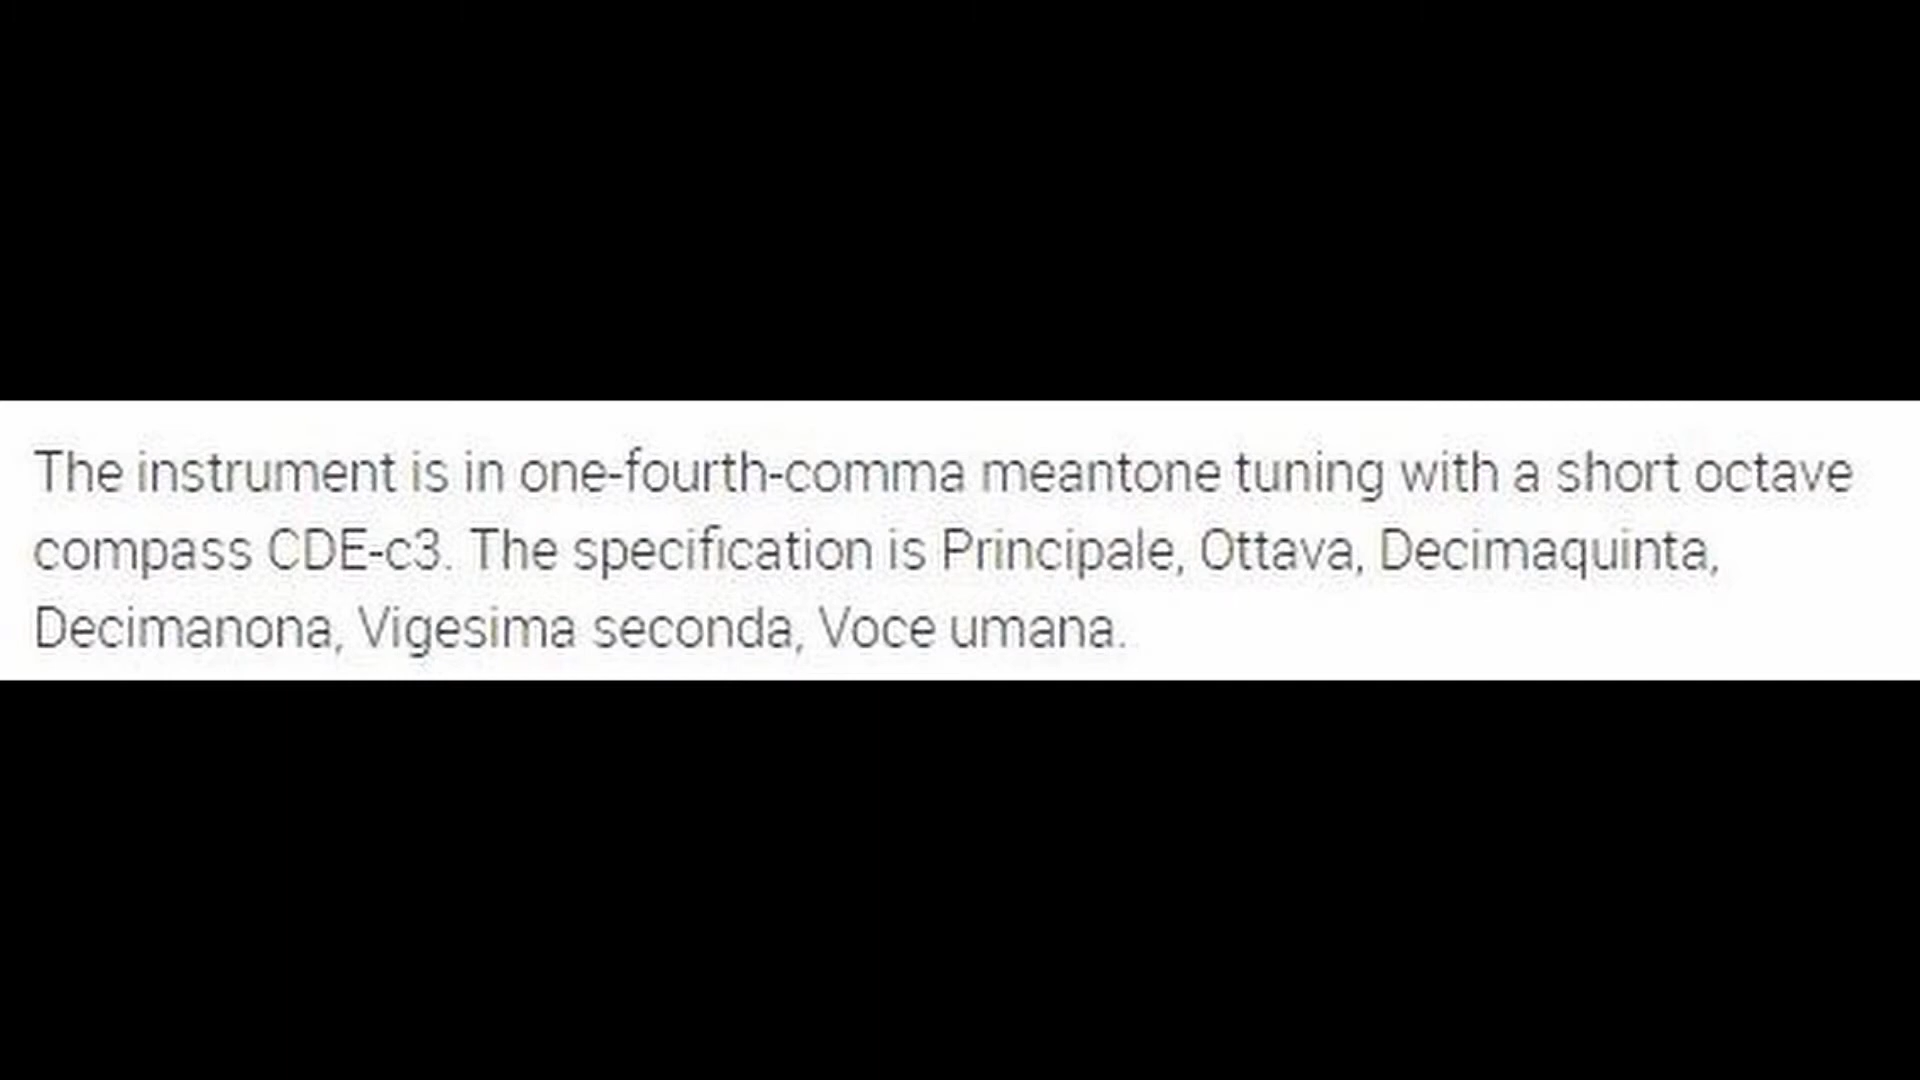 The instrument is in one-fourth-comma meantone tuning with a short octave
compass CDE-c3. The specification is Principale, Ottava, Decimaquinta,
Decimanona, Vigesima seconda, Voce umana.